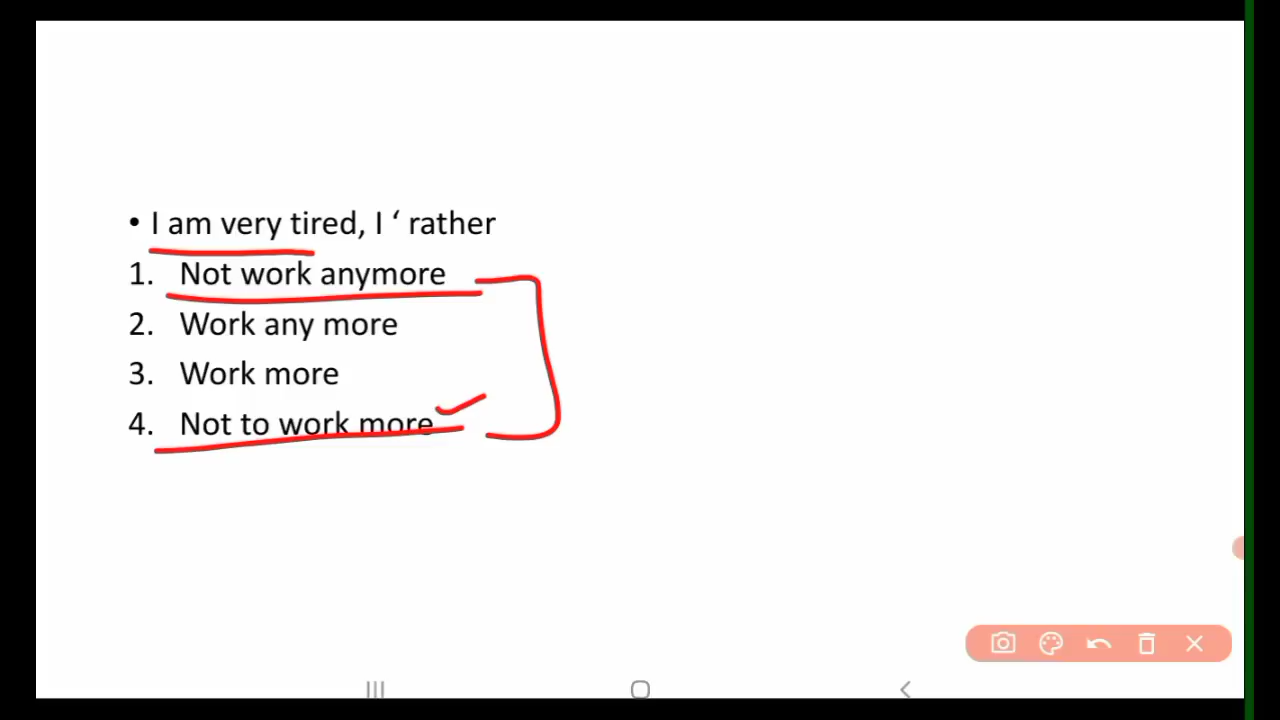 • I am very tired, I ‘ rather
1. Not work anymore
2. Work any more
3. Work more
4. Not to work more